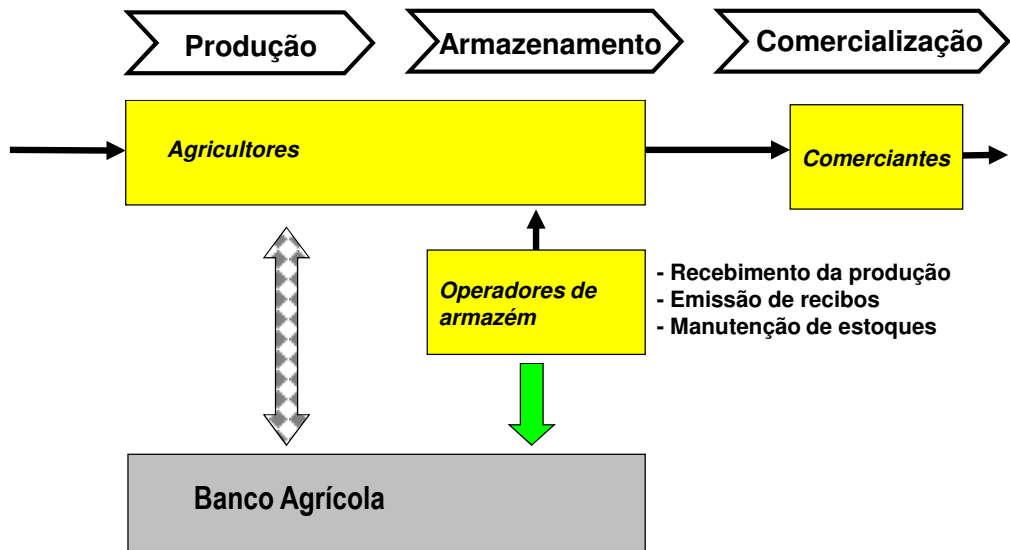 Produção
Armazenamento
Comercialização
Agricultores
Comerciantes
Operadores de
armazém
- Recebimento da produção
- Emissão de recibos
- Manutenção de estoques
Banco Agrícola